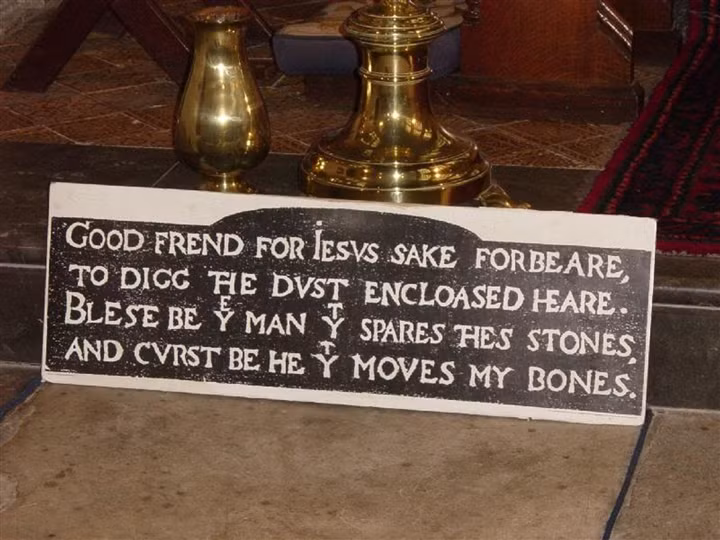 GOOD FREND FOR IESVS SAKE FORBEARE,
TO DIGG THE DVST ENCLOASED HEARE.
BLESE BE Yᴱ MAN Yᵀ SPARES THES STONES,
AND CVRST BE HE Yᵀ MOVES MY BONES.